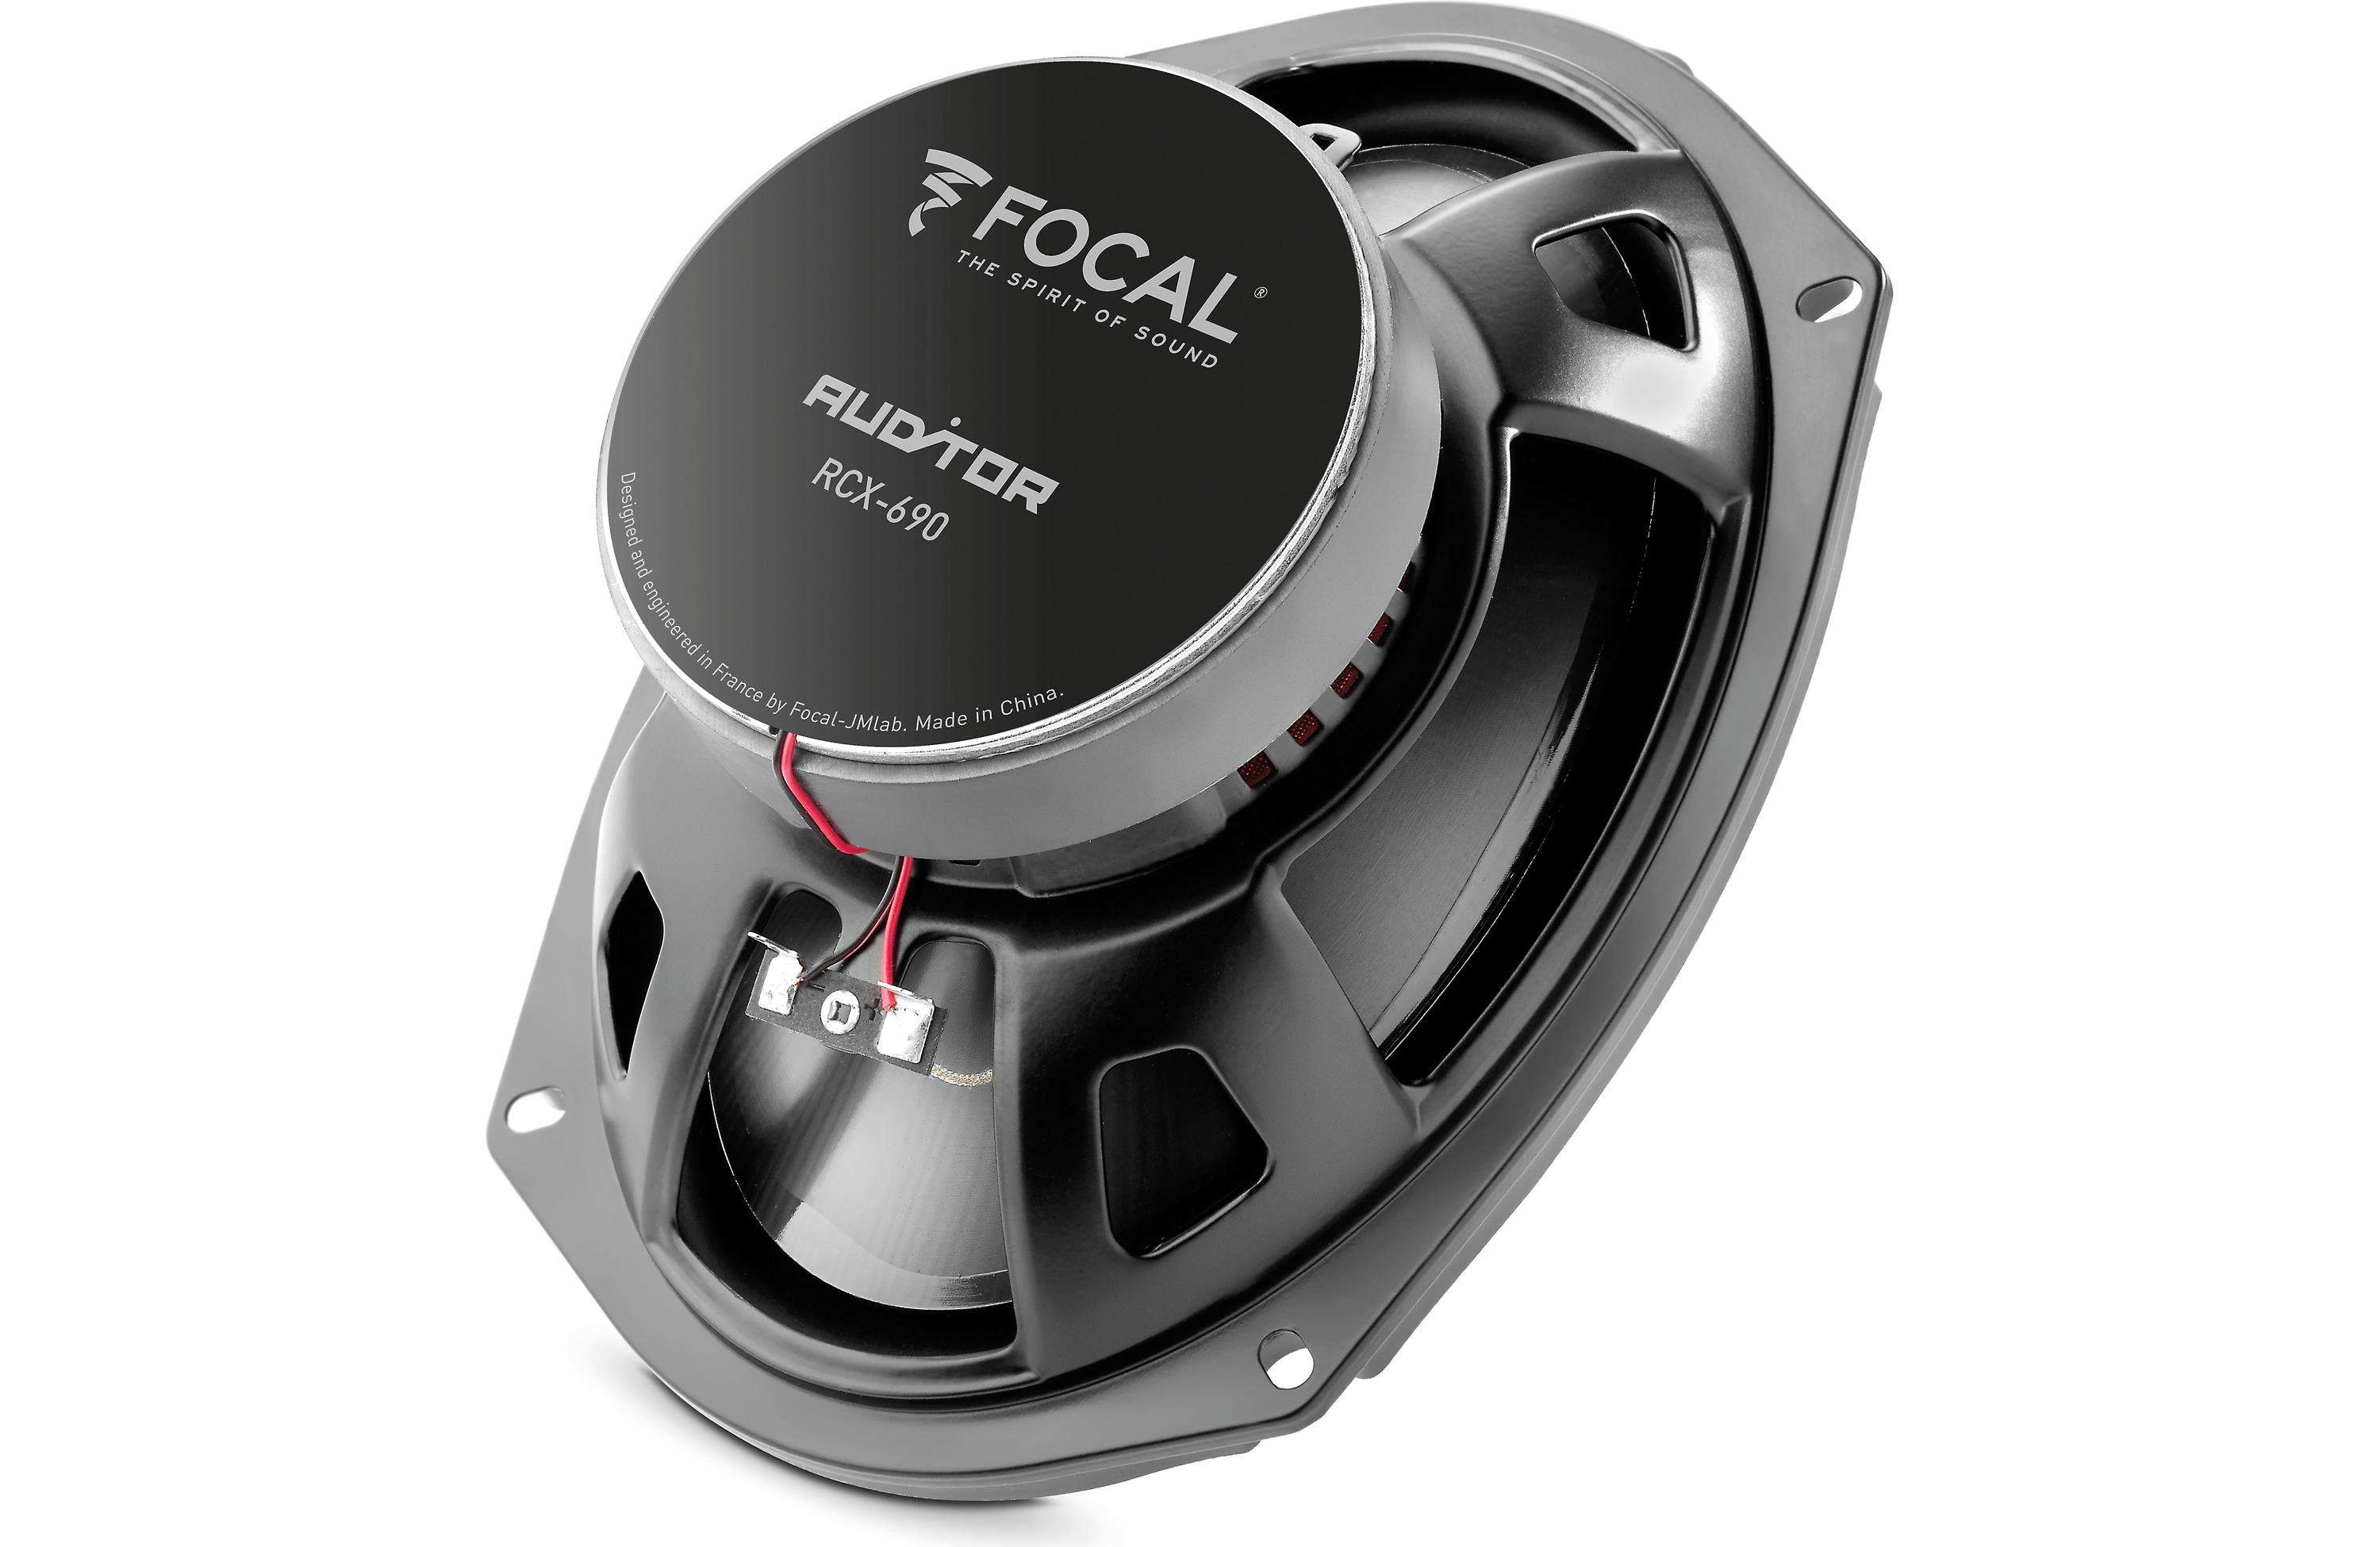 FOCAL®
THE SPIRIT OF SOUND
AUDITOR
RCX-690
Designed and engineered in France by Focal-JMlab. Made in China.
- +